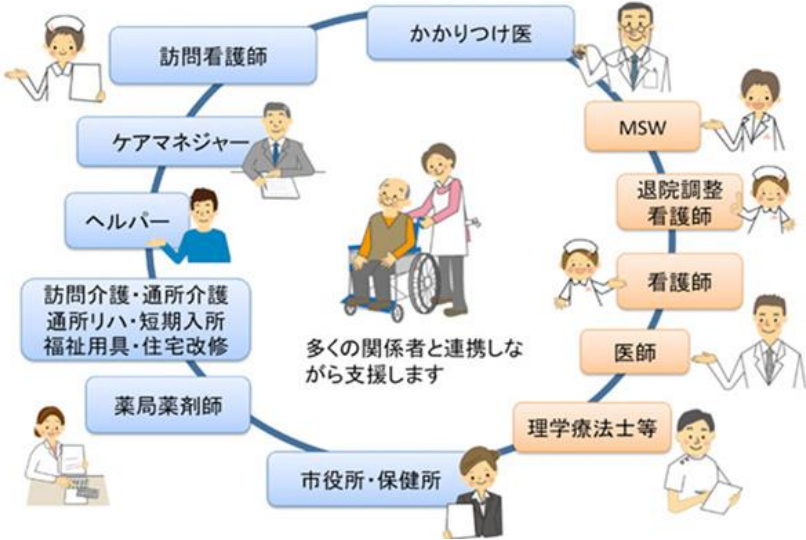 かかりつけ医
訪問看護師
MSW
ケアマネジャー
退院調整
看護師
ヘルパー
看護師
訪問介護・通所介護
通所リハ・短期入所
福祉用具・住宅改修
多くの関係者と連携しな
がら支援します
医師
薬局薬剤師
理学療法士等
市役所・保健所